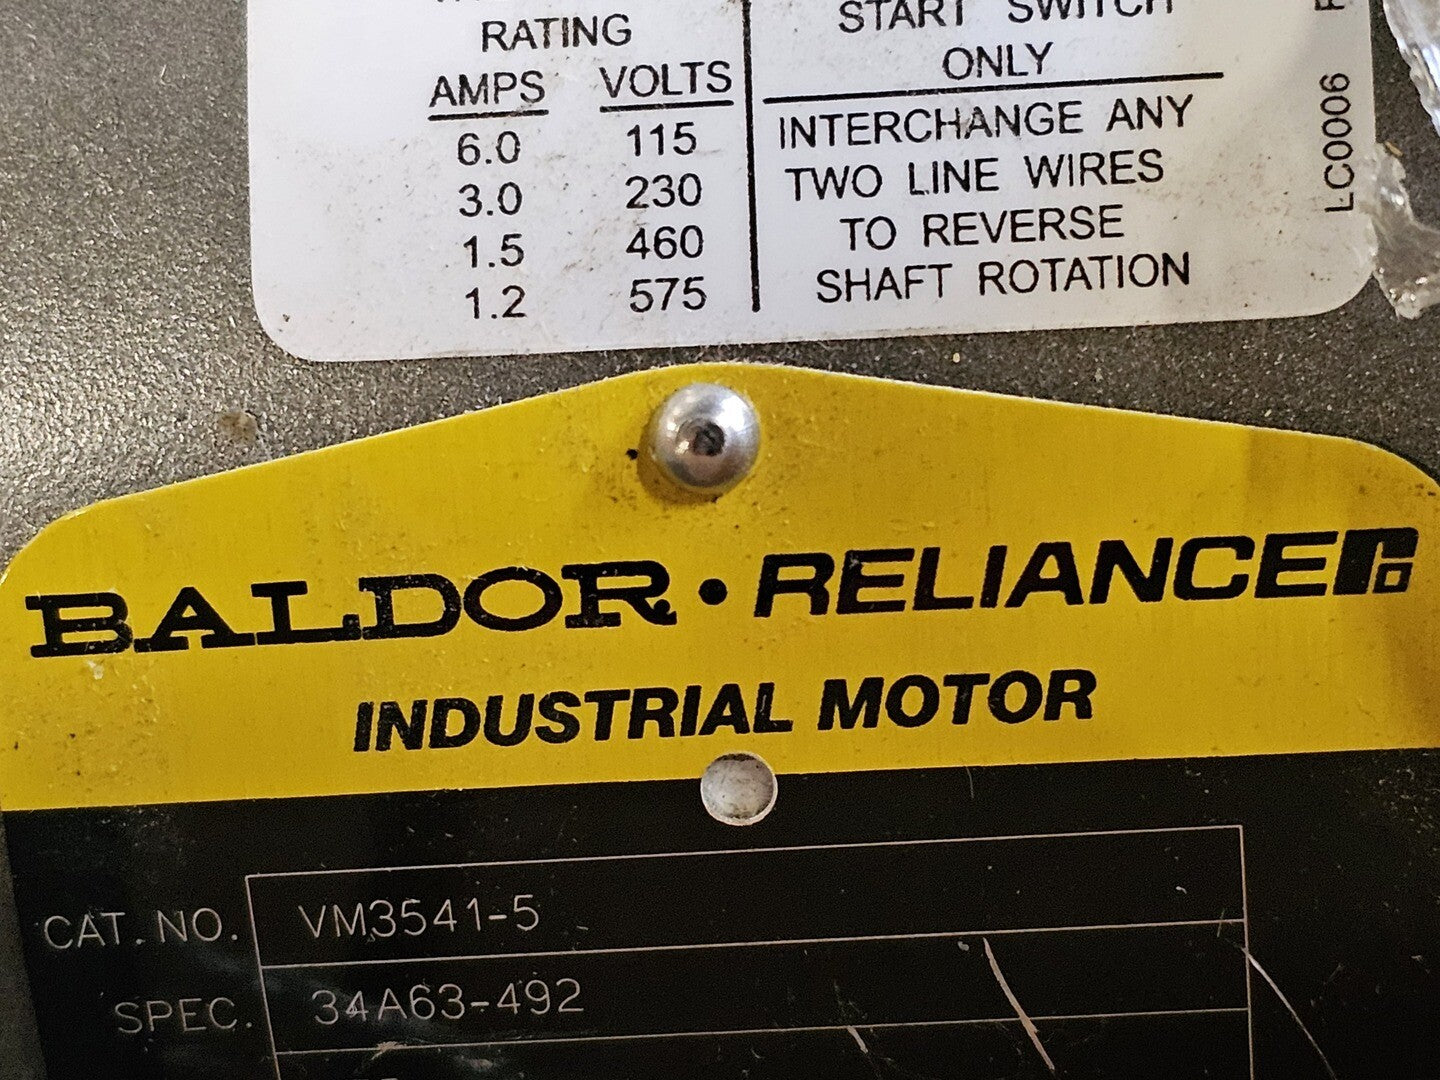 RATING
AMPS VOLTS
6.0 115
3.0 230
1.5 460
1.2 575
START SWITCH
ONLY
INTERCHANGE ANY
TWO LINE WIRES
TO REVERSE
SHAFT ROTATION
LC0006
BALDOR • RELIANCE
INDUSTRIAL MOTOR
CAT. NO. VM3541-5
SPEC. 34A63-492